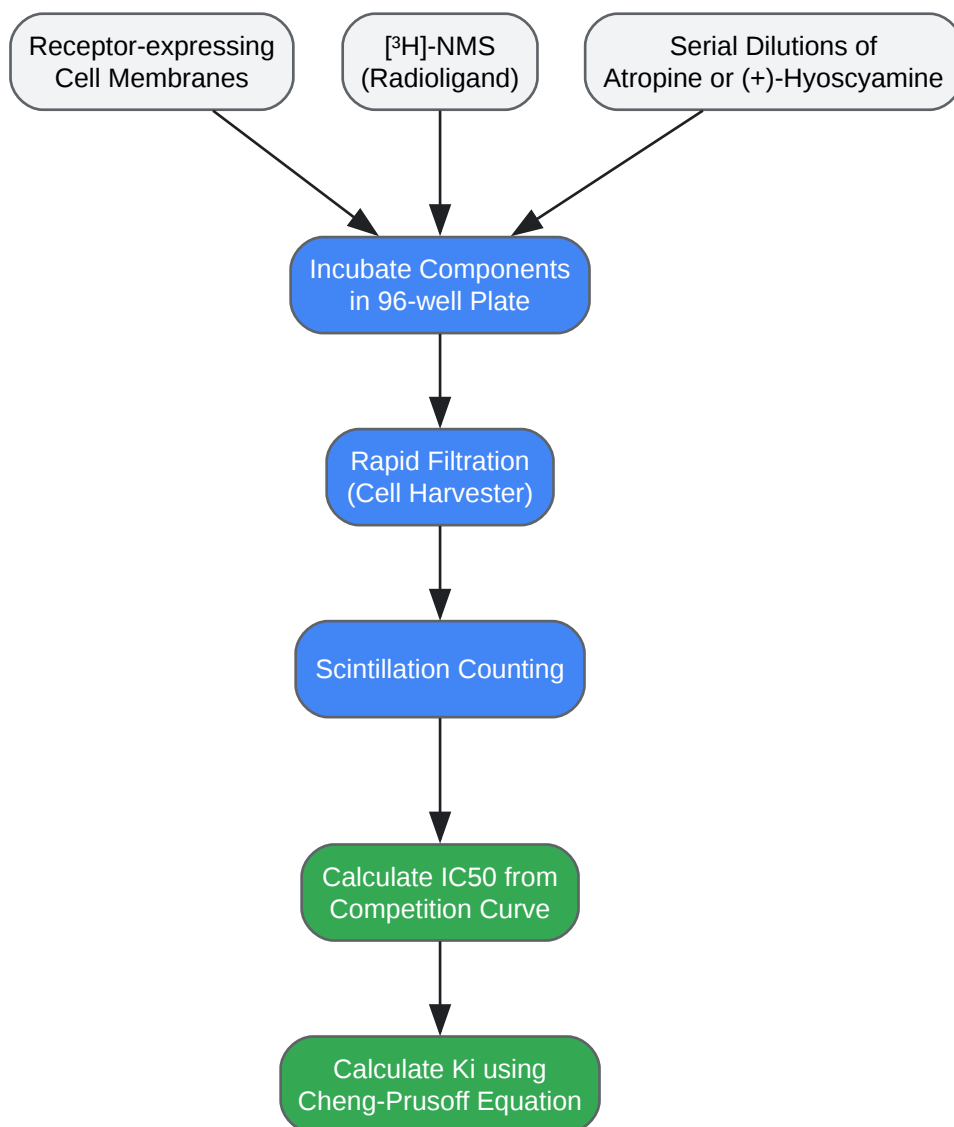 Receptor-expressing
Cell Membranes
[³H]-NMS
(Radioligand)
Serial Dilutions of
Atropine or (+)-Hyoscyamine
Incubate Components
in 96-well Plate
Rapid Filtration
(Cell Harvester)
Scintillation Counting
Calculate IC50 from
Competition Curve
Calculate Ki using
Cheng-Prusoff Equation